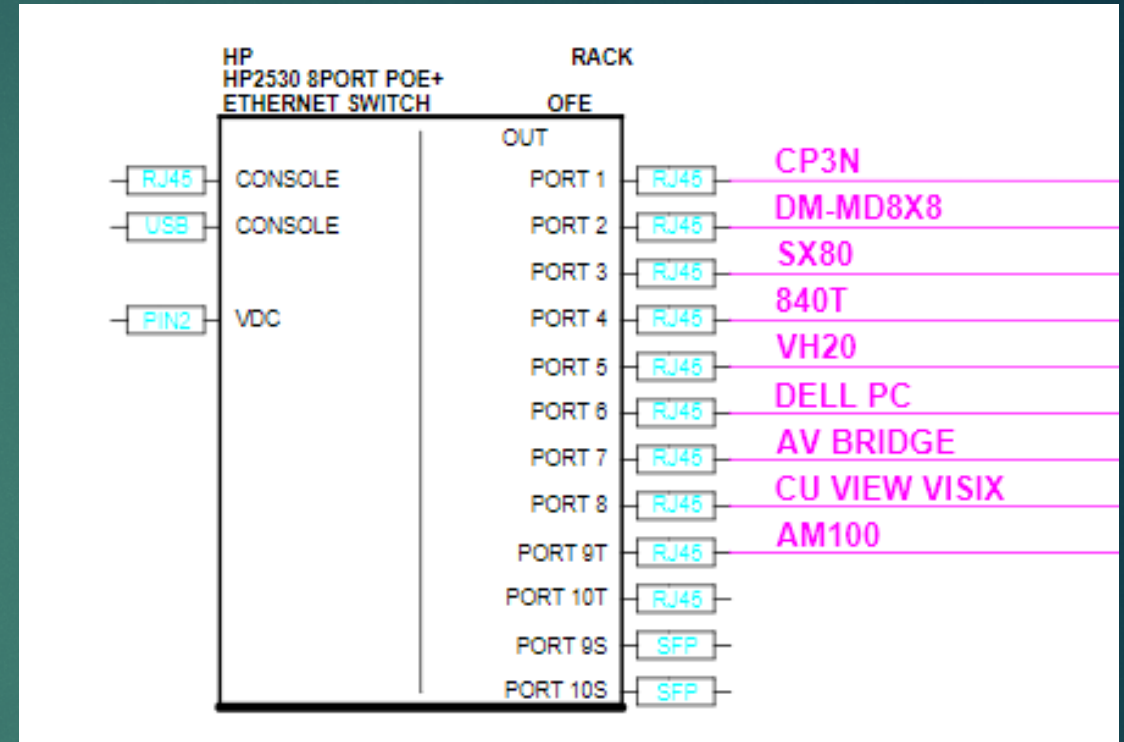 HP RACK
HP2530 8PORT POE+
ETHERNET SWITCH OFE
OUT
RJ45 CONSOLE PORT 1 RJ45 CP3N
USB CONSOLE PORT 2 RJ45 DM-MD8X8
PORT 3 RJ45 SX80
PIN2 VDC PORT 4 RJ45 840T
PORT 5 RJ45 VH20
PORT 6 RJ45 DELL PC
PORT 7 RJ45 AV BRIDGE
PORT 8 RJ45 CU VIEW VISIX
PORT 9T RJ45 AM100
PORT 10T RJ45
PORT 9S SFP
PORT 10S SFP